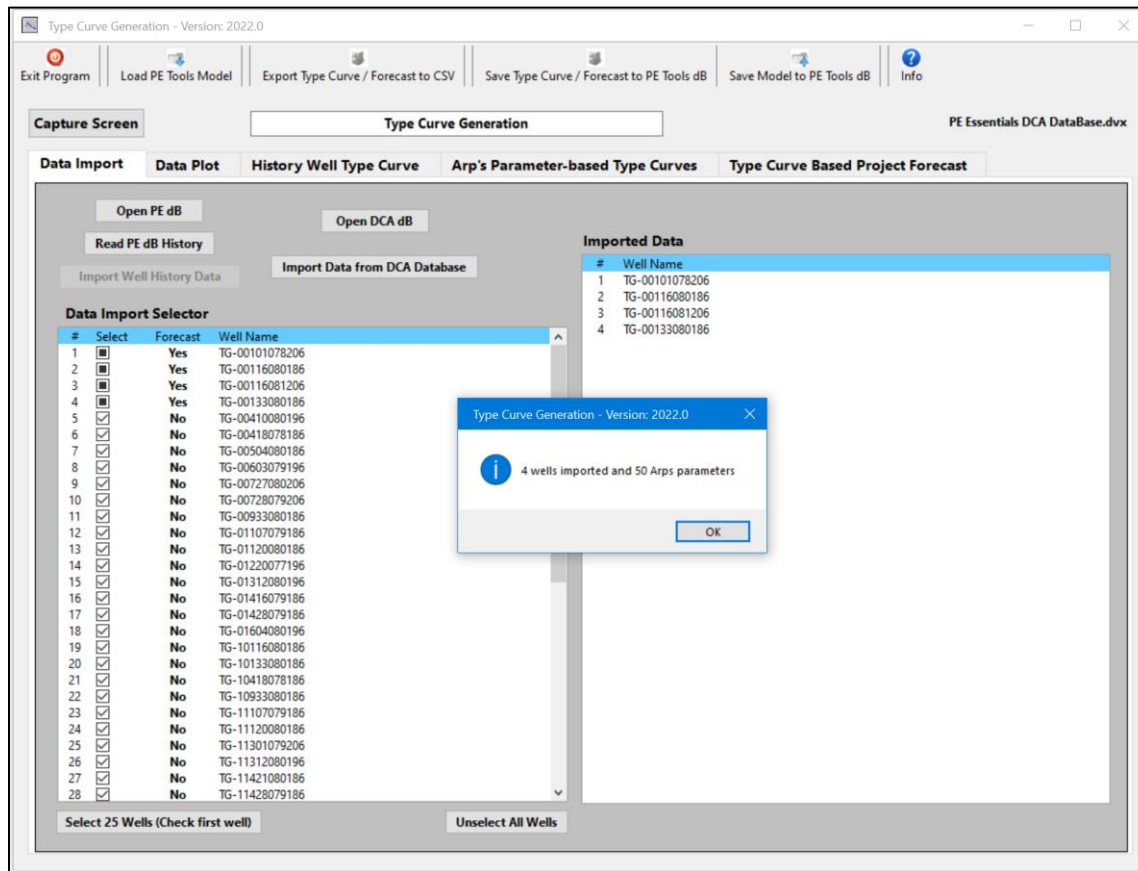 Type Curve Generation - Version: 2022.0
Exit Program Load PE Tools Model Export Type Curve / Forecast to CSV Save Type Curve / Forecast to PE Tools dB Save Model to PE Tools dB Info
Capture Screen Type Curve Generation PE Essentials DCA DataBase.dvx
Data Import Data Plot History Well Type Curve Arp's Parameter-based Type Curves Type Curve Based Project Forecast
Open PE dB
Open DCA dB
Read PE dB History
Import Well History Data
Import Data from DCA Database
Data Import Selector
# Select Forecast Well Name
1 Yes TG-00101078206
2 Yes TG-00116080186
3 Yes TG-00116081206
4 Yes TG-00133080186
5 No TG-00410080196
6 No TG-00418078186
7 No TG-00504080186
8 No TG-00603079196
9 No TG-00727080206
10 No TG-00728079206
11 No TG-00933080186
12 No TG-01107079186
13 No TG-01120080186
14 No TG-01220077196
15 No TG-01312080196
16 No TG-01416079186
17 No TG-01428079186
18 No TG-01604080196
19 No TG-10116080186
20 No TG-10133080186
21 No TG-10418078186
22 No TG-10933080186
23 No TG-11107079186
24 No TG-11120080186
25 No TG-11301079206
26 No TG-11312080196
27 No TG-11421080186
28 No TG-11428079186
Select 25 Wells (Check first well) Unselect All Wells
Imported Data
# Well Name
1 TG-00101078206
2 TG-00116080186
3 TG-00116081206
4 TG-00133080186
Type Curve Generation - Version: 2022.0
4 wells imported and 50 Arps parameters
OK